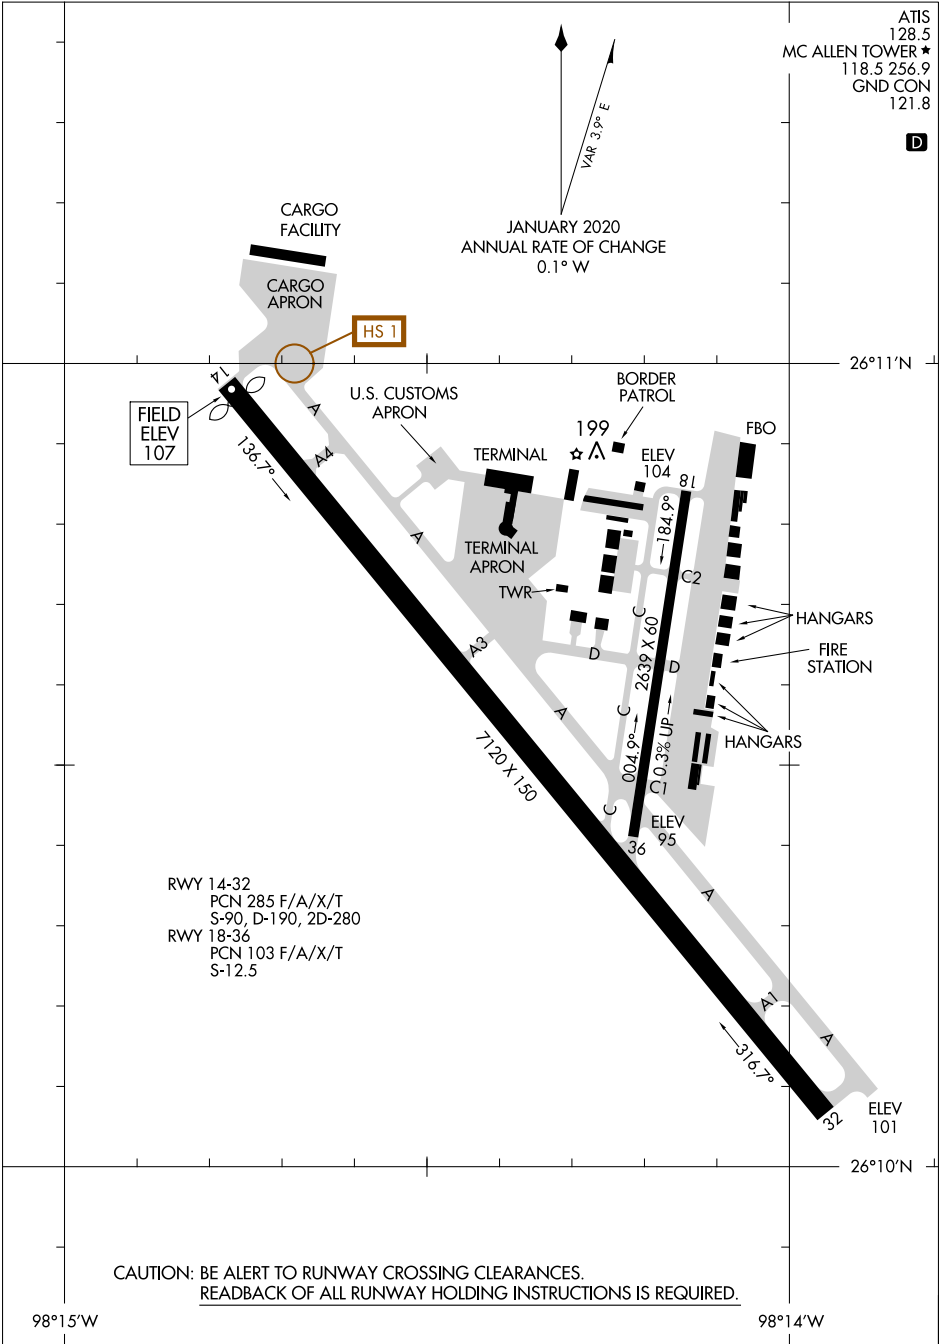 ATIS
128.5
MC ALLEN TOWER ★
118.5 256.9
GND CON
121.8
D
VAR 3.9° E
JANUARY 2020
ANNUAL RATE OF CHANGE
0.1° W
CARGO
FACILITY
CARGO
APRON
HS 1
26°11'N
14
FIELD
ELEV
107
136.7°
A
A4
U.S. CUSTOMS
APRON
BORDER
PATROL
199
TERMINAL
ELEV
104
18
FBO
184.9°
A
TERMINAL
APRON
TWR
C2
C
HANGARS
A3
D
2639 X 60
D
FIRE
STATION
A
C
004.9°
0.3% UP
HANGARS
7120 X 150
C
C1
ELEV
95
36
RWY 14-32
PCN 285 F/A/X/T
S-90, D-190, 2D-280
RWY 18-36
PCN 103 F/A/X/T
S-12.5
A
A1
A
316.7°
32
ELEV
101
26°10'N
CAUTION: BE ALERT TO RUNWAY CROSSING CLEARANCES.
READBACK OF ALL RUNWAY HOLDING INSTRUCTIONS IS REQUIRED.
98°15'W
98°14'W